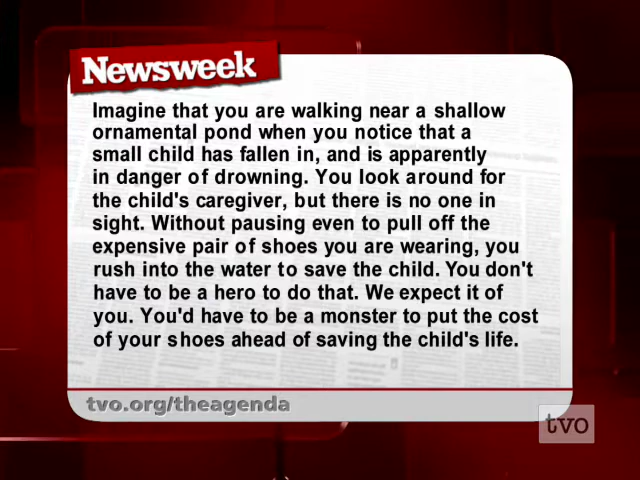 Newsweek
Imagine that you are walking near a shallow
ornamental pond when you notice that a
small child has fallen in, and is apparently
in danger of drowning. You look around for
the child's caregiver, but there is no one in
sight. Without pausing even to pull off the
expensive pair of shoes you are wearing, you
rush into the water to save the child. You don't
have to be a hero to do that. We expect it of
you. You'd have to be a monster to put the cost
of your shoes ahead of saving the child's life.
tvo.org/theagenda
tvo